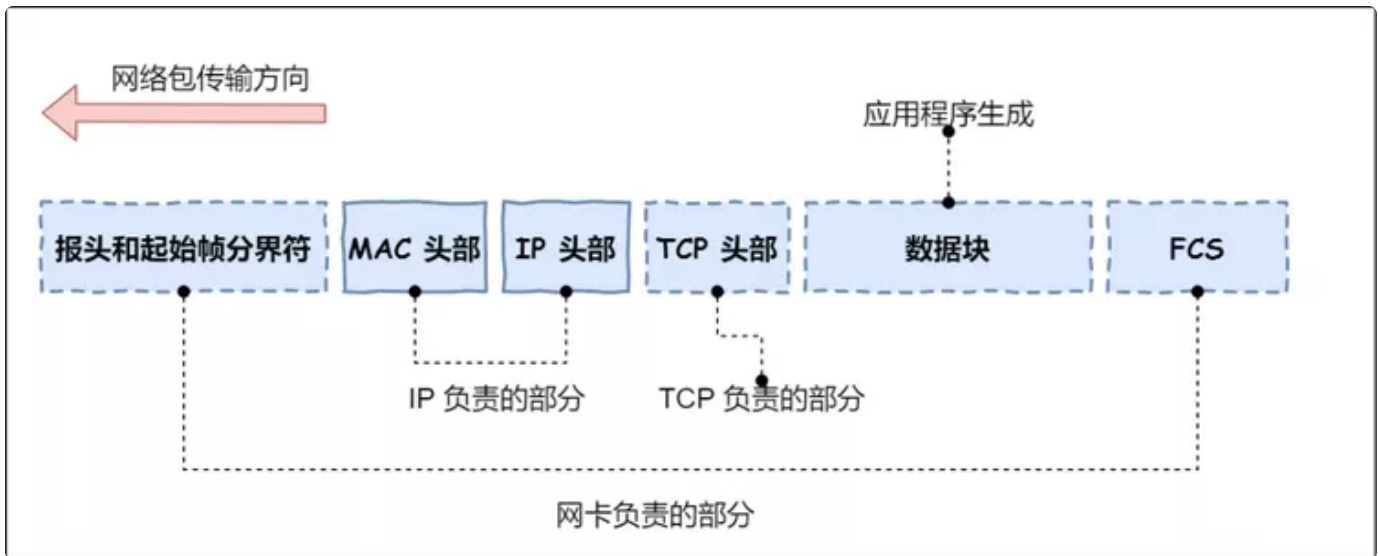 网络包传输方向
应用程序生成
报头和起始帧分界符
MAC 头部
IP 头部
TCP 头部
数据块
FCS
IP 负责的部分
TCP 负责的部分
网卡负责的部分